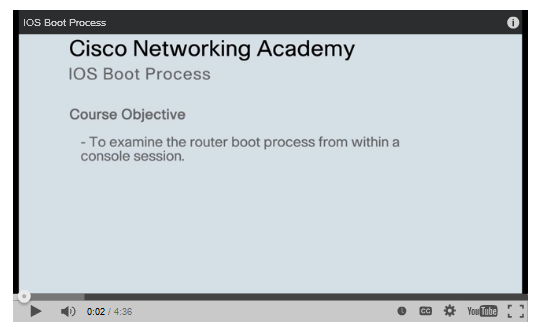 IOS Boot Process
Cisco Networking Academy
IOS Boot Process
Course Objective
- To examine the router boot process from within a
console session.
0:02 / 4:36
CC
YouTube